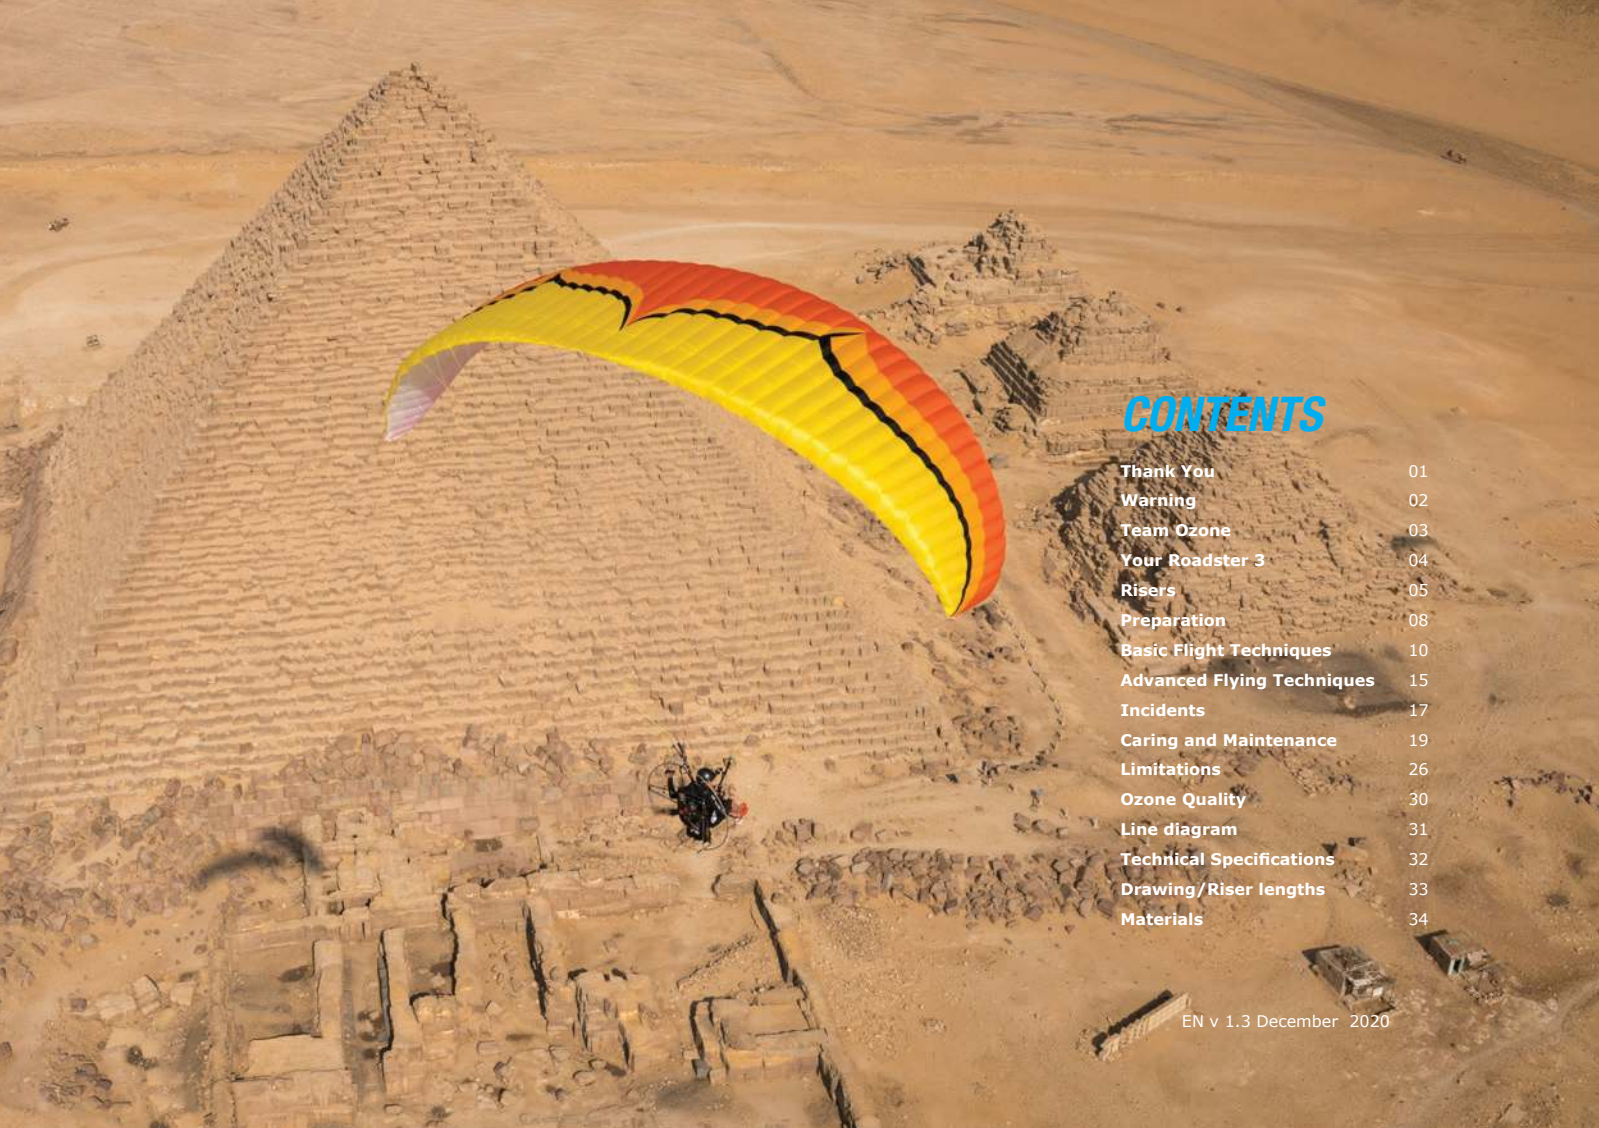 CONTENTS
Thank You 01
Warning 02
Team Ozone 03
Your Roadster 3 04
Risers 05
Preparation 08
Basic Flight Techniques 10
Advanced Flying Techniques 15
Incidents 17
Caring and Maintenance 19
Limitations 26
Ozone Quality 30
Line diagram 31
Technical Specifications 32
Drawing/Riser lengths 33
Materials 34
EN v 1.3 December 2020